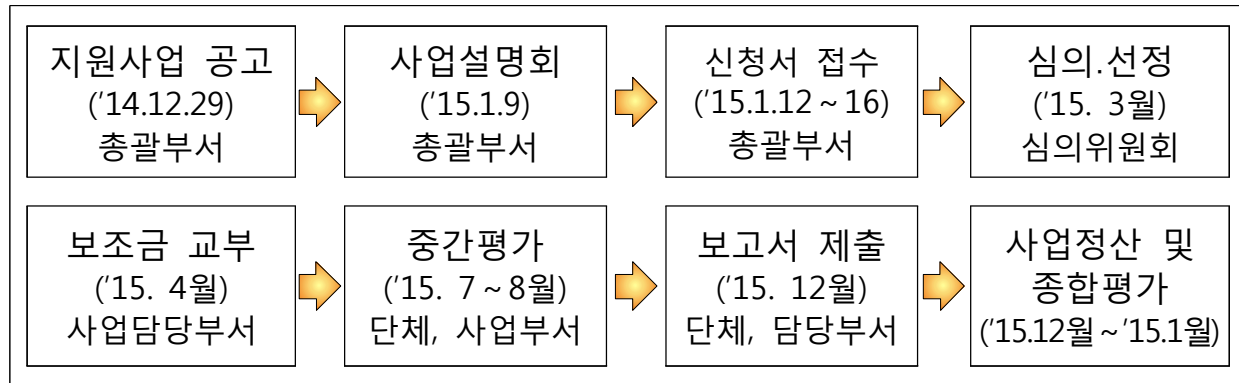 지원사업 공고
('14.12.29)
총괄부서
사업설명회
('15.1.9)
총괄부서
신청서 접수
('15.1.12 ~ 16)
총괄부서
심의.선정
('15. 3월)
심의위원회
보조금 교부
('15. 4월)
사업담당부서
중간평가
('15. 7 ~ 8월)
단체, 사업부서
보고서 제출
('15. 12월)
단체, 담당부서
사업정산 및
종합평가
('15.12월 ~ '15.1월)